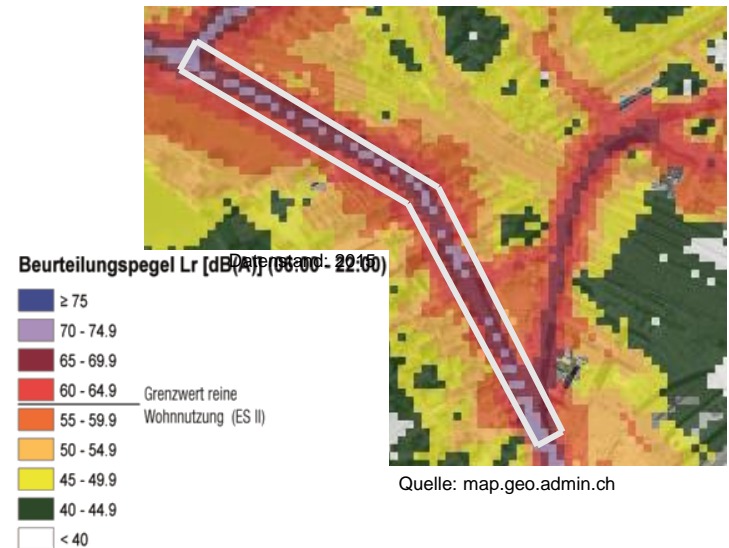 Datenstand: 2015
Beurteilungspegel Lr [dB(A)] (06:00 - 22:00)
≥ 75
70 - 74.9
65 - 69.9
60 - 64.9
Grenzwert reine
Wohnnutzung (ES II)
55 - 59.9
50 - 54.9
45 - 49.9
40 - 44.9
< 40
Quelle: map.geo.admin.ch